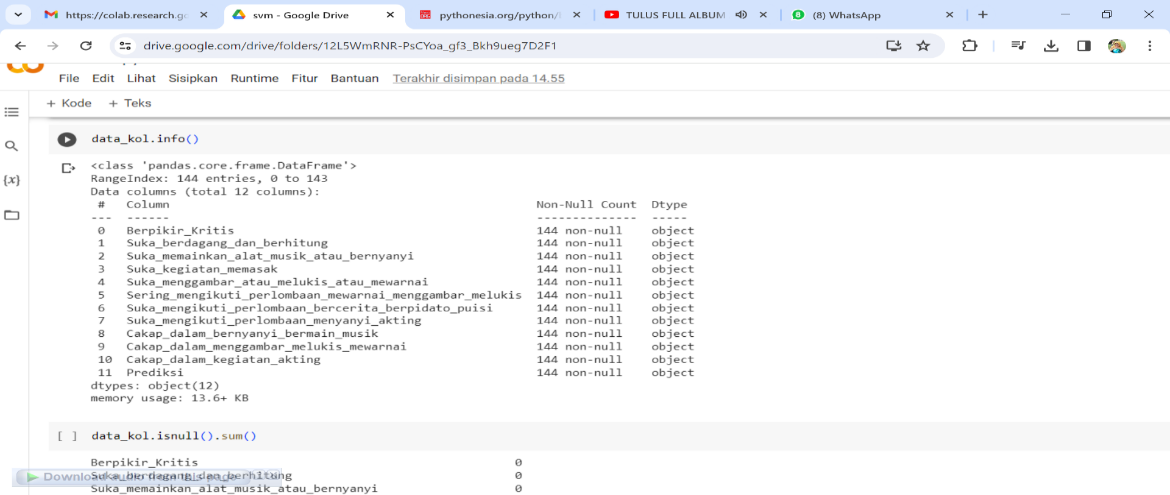 https://colab.research.gc
svm - Google Drive
pythonesia.org/python/
TULUS FULL ALBUM
(8) WhatsApp
drive.google.com/drive/folders/12L5WmRNR-PsCYoa_gf3_Bkh9ueg7D2F1
File Edit Lihat Sisipkan Runtime Fitur Bantuan Terakhir disimpan pada 14.55
+ Kode + Teks
data_kol.info()
{x}
<class 'pandas.core.frame.DataFrame'>
RangeIndex: 144 entries, 0 to 143
Data columns (total 12 columns):
# Column Non-Null Count Dtype
--- ------ -------------- -----
0 Berpikir_Kritis 144 non-null object
1 Suka_berdagang_dan_berhitung 144 non-null object
2 Suka_memainkan_alat_musik_atau_bernyanyi 144 non-null object
3 Suka_kegiatan_memasak 144 non-null object
4 Suka_menggambar_atau_melukis_atau_mewarnai 144 non-null object
5 Sering_mengikuti_perlombaan_mewarnai_menggambar_melukis 144 non-null object
6 Suka_mengikuti_perlombaan_bercerita_berpidato_puisi 144 non-null object
7 Suka_mengikuti_perlombaan_menyanyi_akting 144 non-null object
8 Cakap_dalam_bernyanyi_bermain_musik 144 non-null object
9 Cakap_dalam_menggambar_melukis_mewarnai 144 non-null object
10 Cakap_dalam_kegiatan_akting 144 non-null object
11 Prediksi 144 non-null object
dtypes: object(12)
memory usage: 13.6+ KB
[ ] data_kol.isnull().sum()
Berpikir_Kritis 0
Suka_berdagang_dan_berhitung 0
Download audio from this page
Suka_memainkan_alat_musik_atau_bernyanyi 0